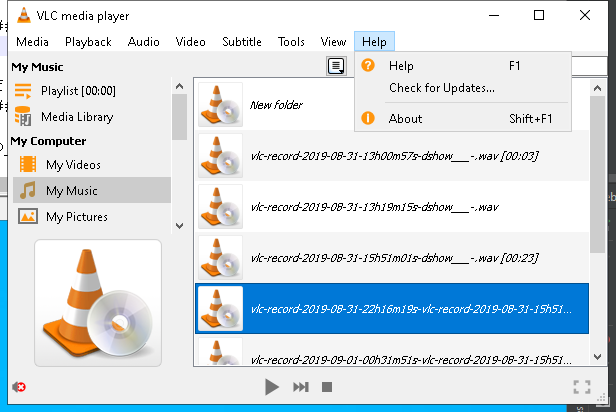 VLC media player
Media Playback Audio Video Subtitle Tools View Help
My Music
Playlist [00:00]
Media Library
My Computer
My Videos
My Music
My Pictures
Help F1
Check for Updates...
About Shift+F1
New folder
vlc-record-2019-08-31-13h00m57s-dshow___-.wav [00:03]
vlc-record-2019-08-31-13h19m15s-dshow___-.wav
vlc-record-2019-08-31-15h51m01s-dshow___-.wav [00:23]
vlc-record-2019-08-31-22h16m19s-vlc-record-2019-08-31-15h51...
vlc-record-2019-09-01-00h31m51s-vlc-record-2019-08-31-15h51...